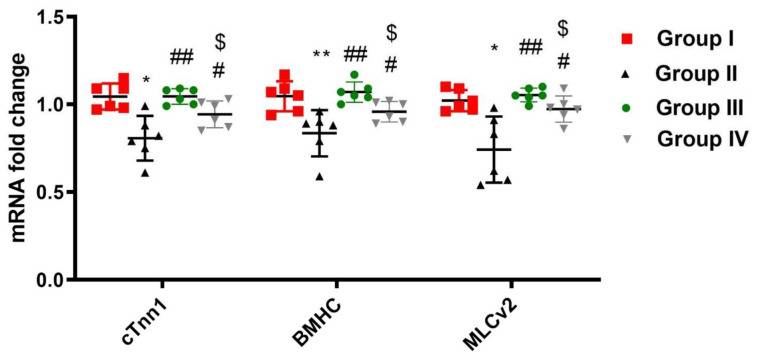 mRNA fold change
1.5
1.0
0.5
0.0
* ## $ #
** ## $ #
* ## $ #
cTnn1
BMHC
MLCv2
Group I
Group II
Group III
Group IV